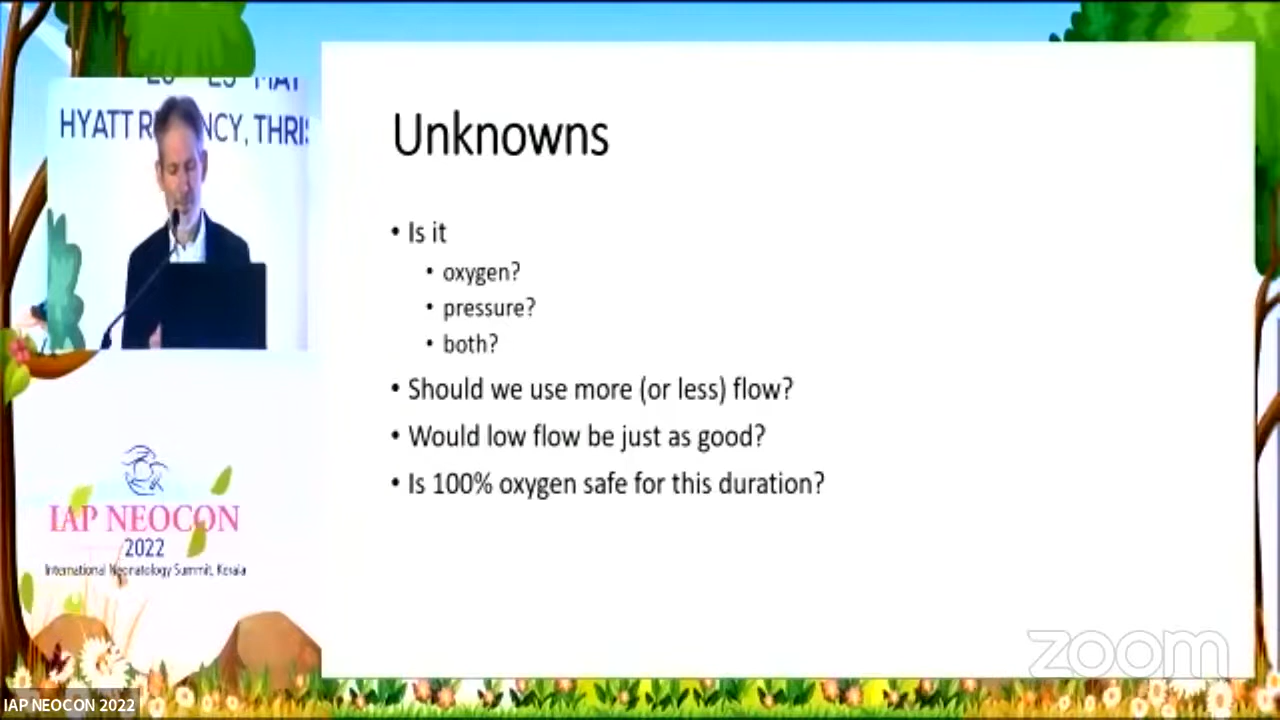 HYATT R NCY, THRI
Unknowns
• Is it
• oxygen?
• pressure?
• both?
• Should we use more (or less) flow?
• Would low flow be just as good?
• Is 100% oxygen safe for this duration?
IAP NEOCON
2022
International Neonatology Summit, Kerala
zoom
IAP NEOCON 2022